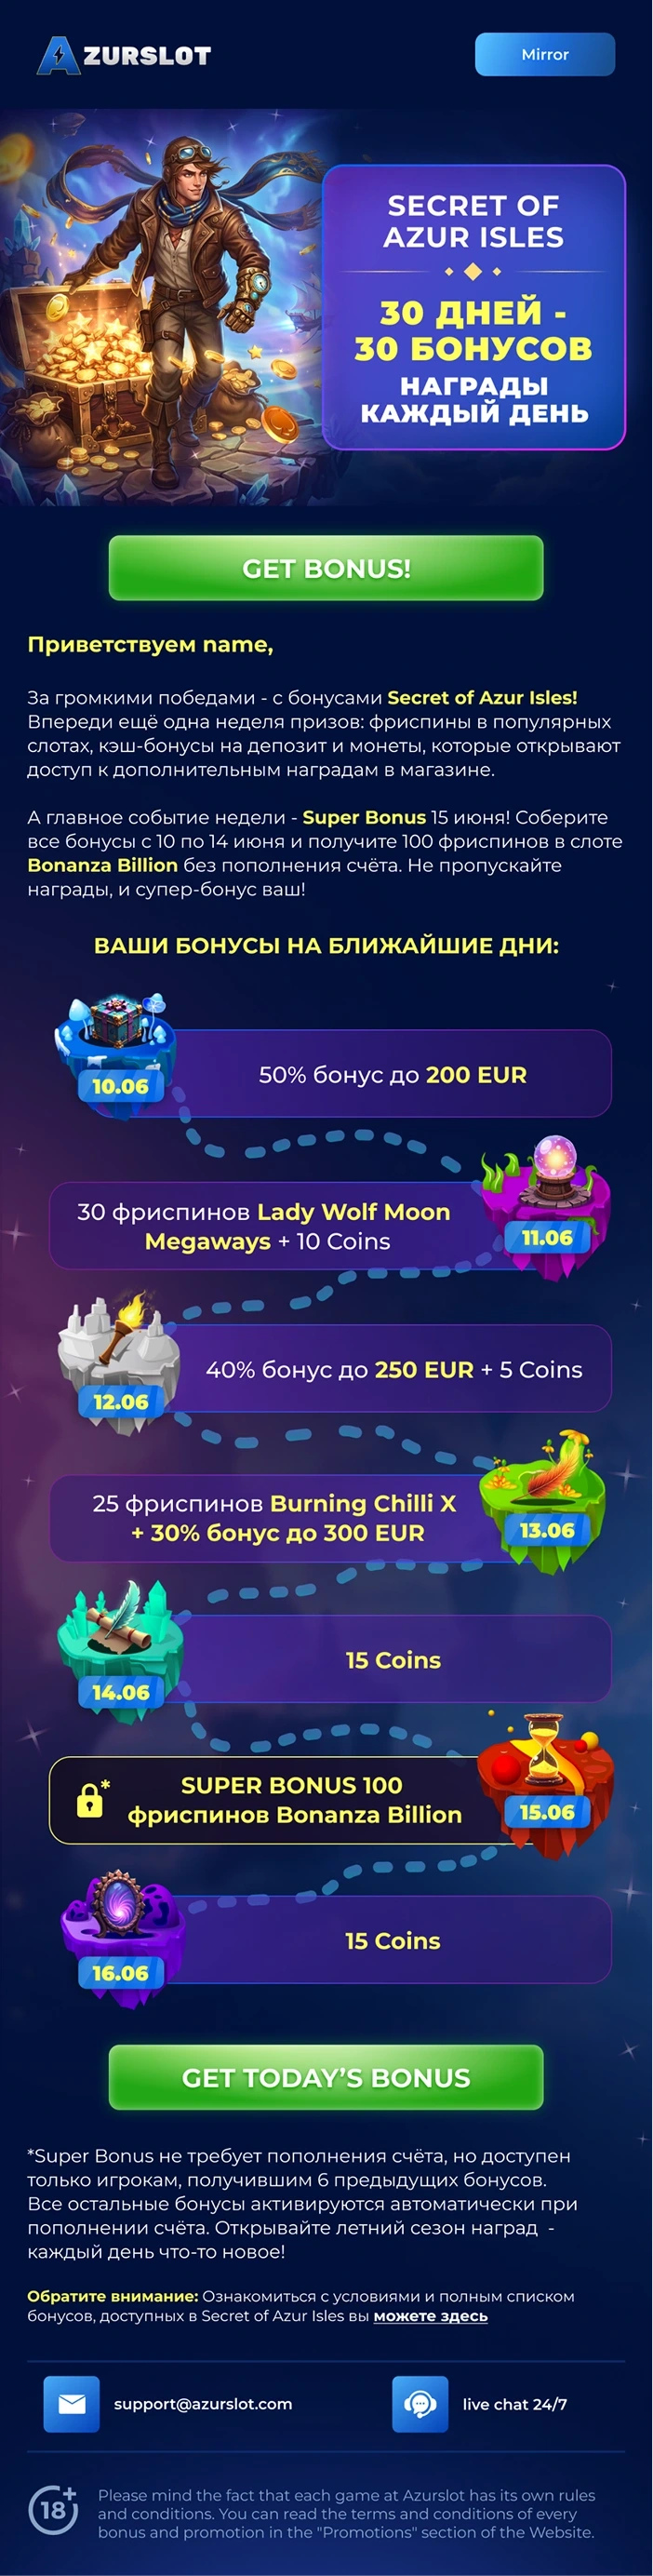 AZURSLOT
Mirror
SECRET OF
AZUR ISLES
30 ДНЕЙ -
30 БОНУСОВ
НАГРАДЫ
КАЖДЫЙ ДЕНЬ
GET BONUS!
Приветствуем name,
За громкими победами - с бонусами Secret of Azur Isles!
Впереди ещё одна неделя призов: фриспины в популярных
слотах, кэш-бонусы на депозит и монеты, которые открывают
доступ к дополнительным наградам в магазине.
А главное событие недели - Super Bonus 15 июня! Соберите
все бонусы с 10 по 14 июня и получите 100 фриспинов в слоте
Bonanza Billion без пополнения счёта. Не пропускайте
награды, и супер-бонус ваш!
ВАШИ БОНУСЫ НА БЛИЖАЙШИЕ ДНИ:
10.06
50% бонус до 200 EUR
30 фриспинов Lady Wolf Moon
Megaways + 10 Coins
11.06
12.06
40% бонус до 250 EUR + 5 Coins
25 фриспинов Burning Chilli X
+ 30% бонус до 300 EUR
13.06
14.06
15 Coins
* SUPER BONUS 100
фриспинов Bonanza Billion
15.06
16.06
15 Coins
GET TODAY’S BONUS
*Super Bonus не требует пополнения счёта, но доступен
только игрокам, получившим 6 предыдущих бонусов.
Все остальные бонусы активируются автоматически при
пополнении счёта. Открывайте летний сезон наград -
каждый день что-то новое!
Обратите внимание: Ознакомиться с условиями и полным списком
бонусов, доступных в Secret of Azur Isles вы можете здесь
support@azurslot.com
live chat 24/7
18+
Please mind the fact that each game at Azurslot has its own rules
and conditions. You can read the terms and conditions of every
bonus and promotion in the "Promotions" section of the Website.